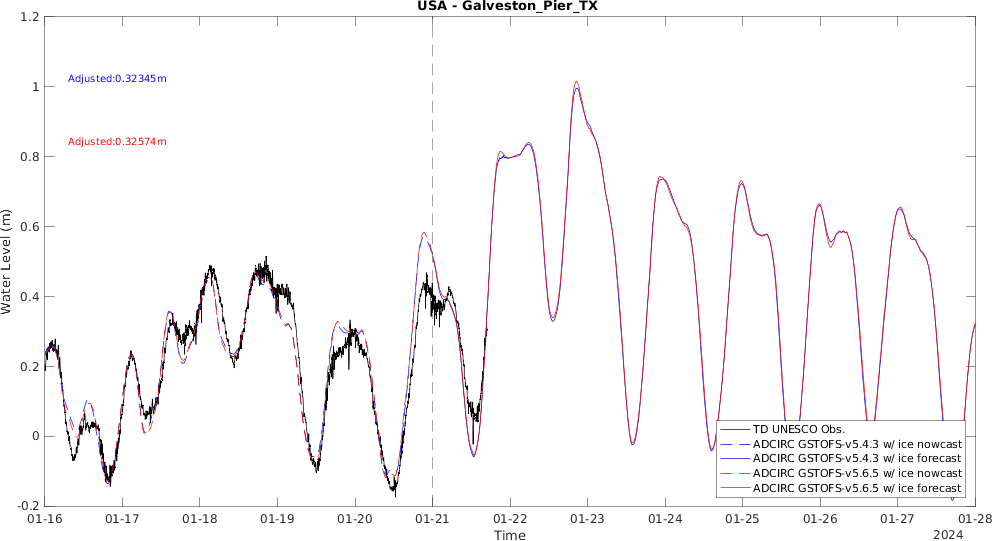 USA - Galveston_Pier_TX
1.2
1
0.8
0.6
0.4
0.2
0
-0.2
Water Level (m)
Adjusted:0.32345m
Adjusted:0.32574m
TD UNESCO Obs.
ADCIRC GSTOFS-v5.4.3 w/ ice nowcast
ADCIRC GSTOFS-v5.4.3 w/ ice forecast
ADCIRC GSTOFS-v5.6.5 w/ ice nowcast
ADCIRC GSTOFS-v5.6.5 w/ ice forecast
01-16 01-17 01-18 01-19 01-20 01-21 01-22 01-23 01-24 01-25 01-26 01-27 01-28
Time
2024